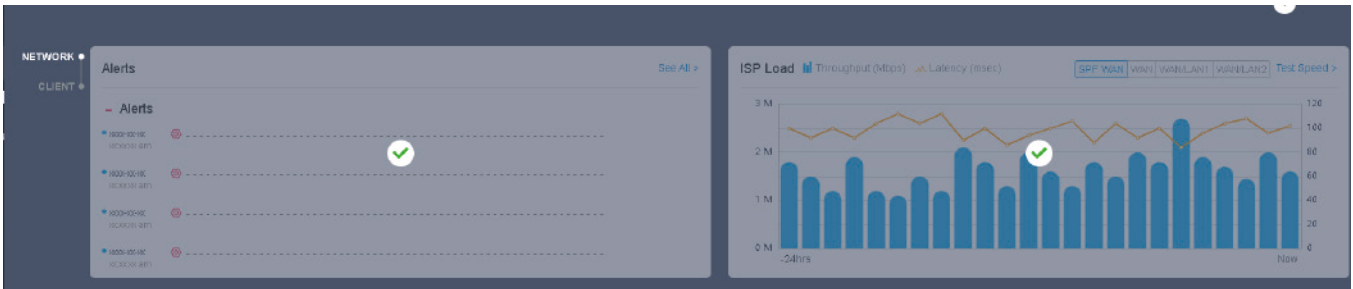 NETWORK
CLIENT
Alerts
See All >
Alerts
ISP Load Throughput (Mbps) Latency (msec)
SPF WAN WAN WAN/LAN1 WAN/LAN2 Test Speed >
3 M
2 M
1 M
0 M
120
100
80
60
40
20
0
-24hrs
Now